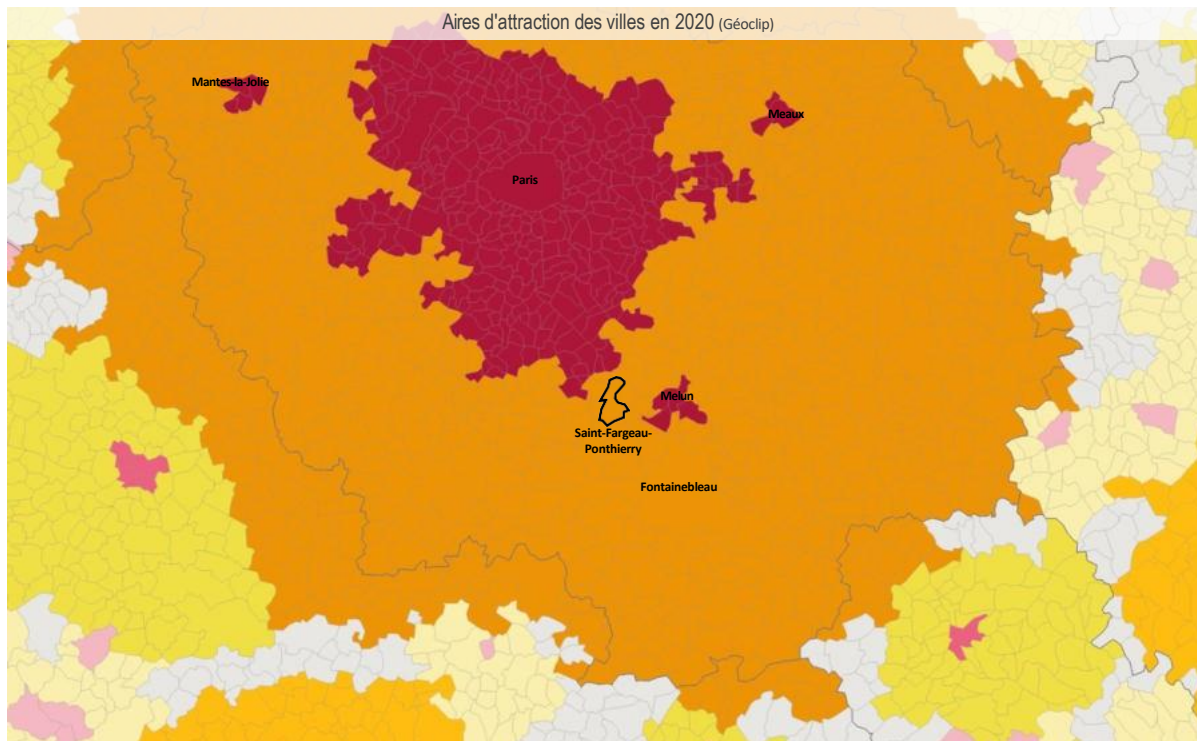 Aires d'attraction des villes en 2020 (Géoclip)
Mantes-la-Jolie
Meaux
Paris
Melun
Saint-Fargeau-
Ponthierry
Fontainebleau